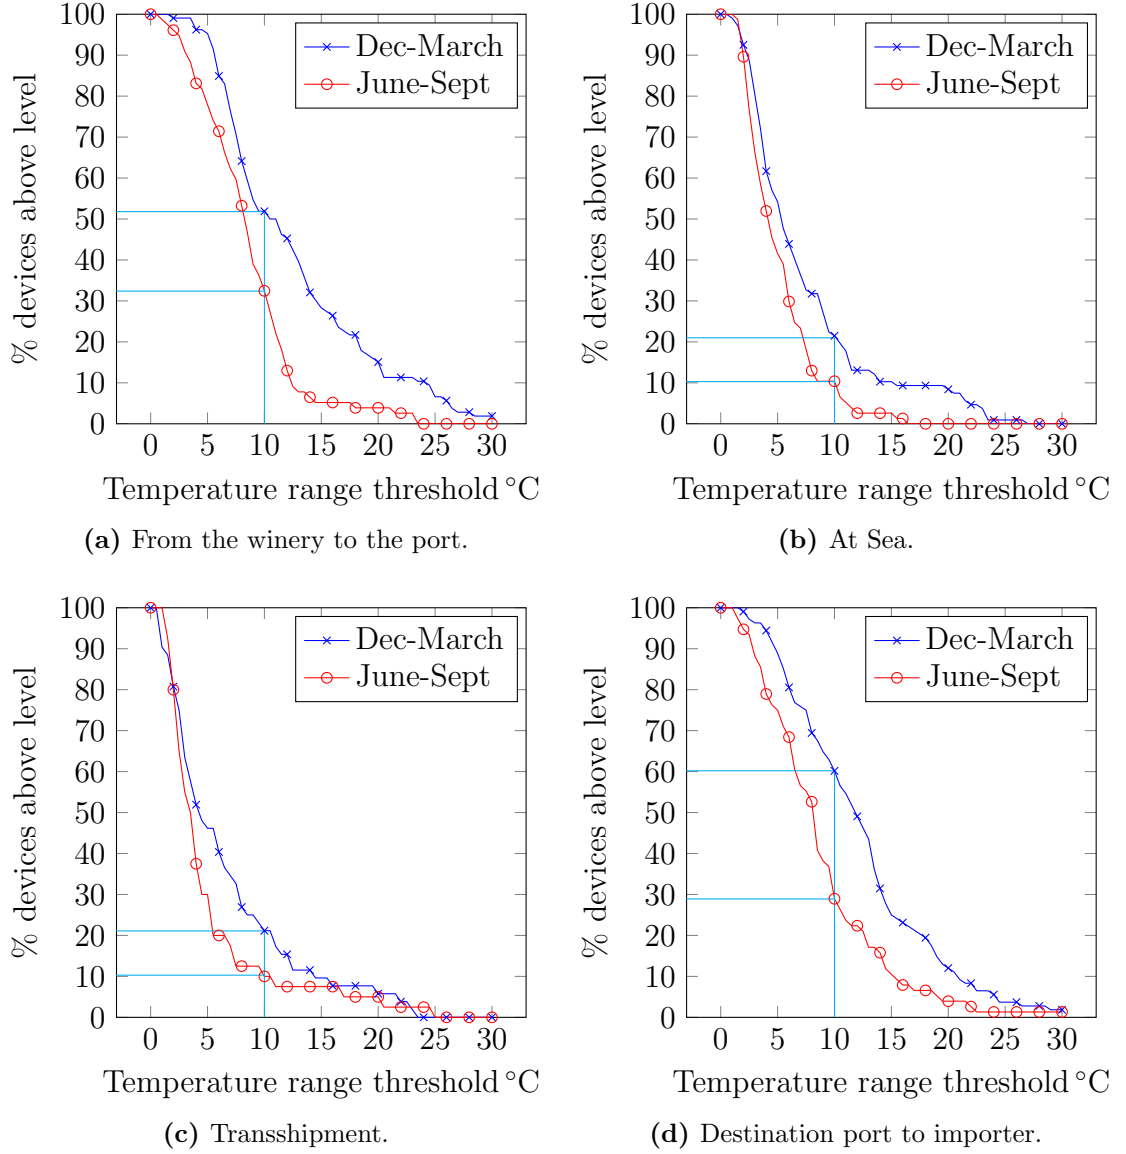 100
90
80
70
60
50
40
30
20
10
0
% devices above level
Dec-March
June-Sept
0 5 10 15 20 25 30
Temperature range threshold °C
(a) From the winery to the port.
100
90
80
70
60
50
40
30
20
10
0
% devices above level
Dec-March
June-Sept
0 5 10 15 20 25 30
Temperature range threshold °C
(b) At Sea.
100
90
80
70
60
50
40
30
20
10
0
% devices above level
Dec-March
June-Sept
0 5 10 15 20 25 30
Temperature range threshold °C
(c) Transshipment.
100
90
80
70
60
50
40
30
20
10
0
% devices above level
Dec-March
June-Sept
0 5 10 15 20 25 30
Temperature range threshold °C
(d) Destination port to importer.